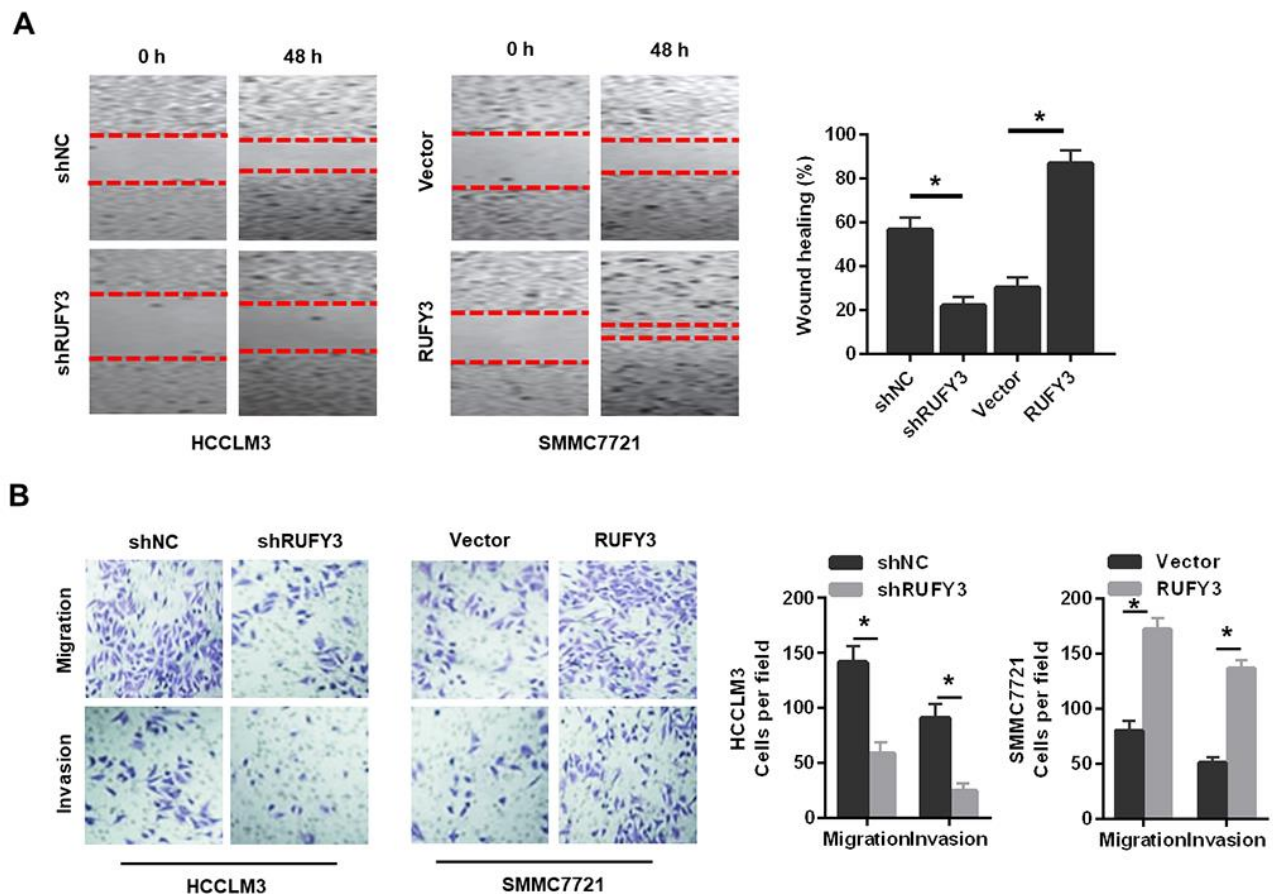 A
0 h 48 h 0 h 48 h
shNC
Vector
shRUFY3
RUFY3
HCCLM3 SMMC7721
Wound healing (%)
100
80
60
40
20
0
shNC shRUFY3 Vector RUFY3
*
*
B
shNC shRUFY3 Vector RUFY3
Migration
Invasion
HCCLM3 SMMC7721
shNC
shRUFY3
HCCLM3
Cells per field
200
150
100
50
0
*
*
Migration Invasion
Vector
RUFY3
SMMC7721
Cells per field
200
150
100
50
0
*
*
Migration Invasion